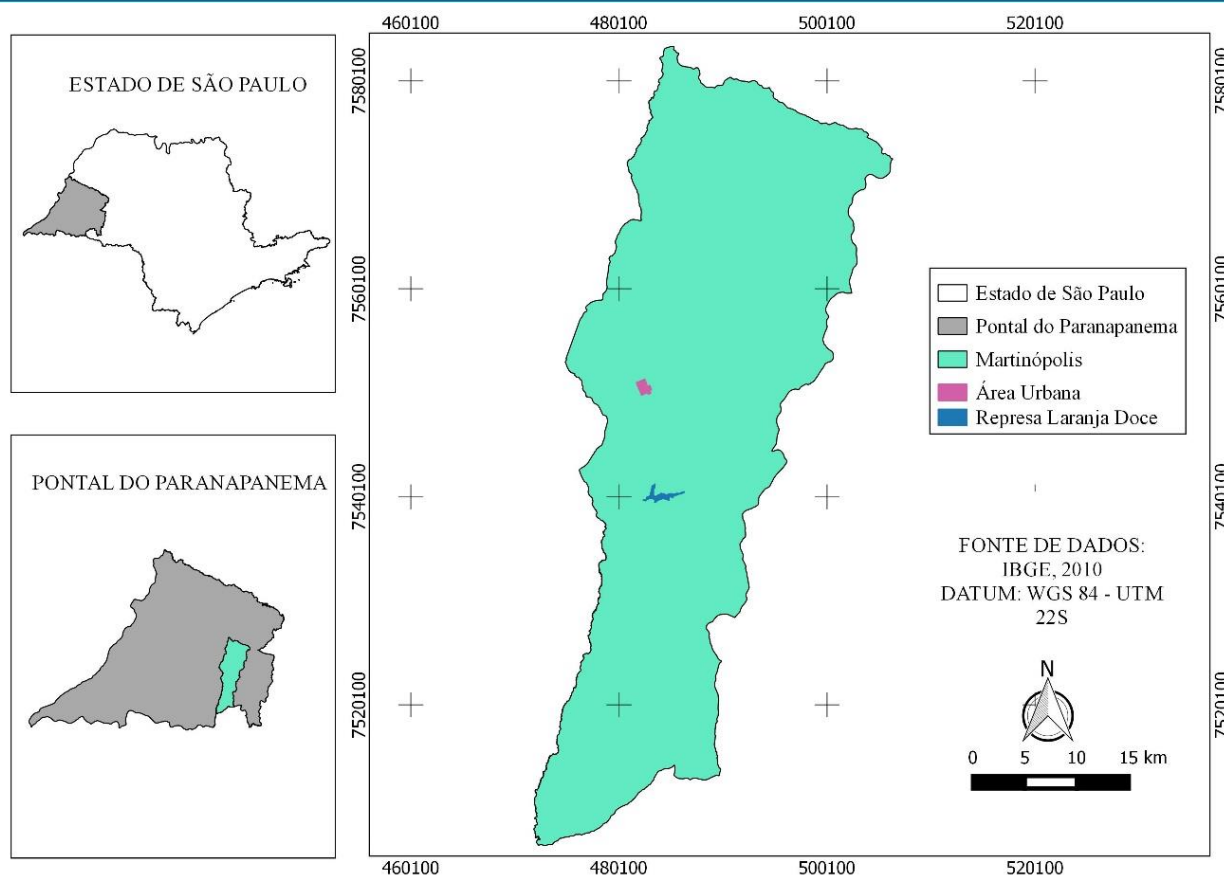 ESTADO DE SÃO PAULO
PONTAL DO PARANAPANEMA
460100 480100 500100 520100
7580100 7580100
7560100 7560100
7540100 7540100
7520100 7520100
Estado de São Paulo
Pontal do Paranapanema
Martinópolis
Área Urbana
Represa Laranja Doce
FONTE DE DADOS:
IBGE, 2010
DATUM: WGS 84 - UTM
22S
N
0 5 10 15 km
460100 480100 500100 520100